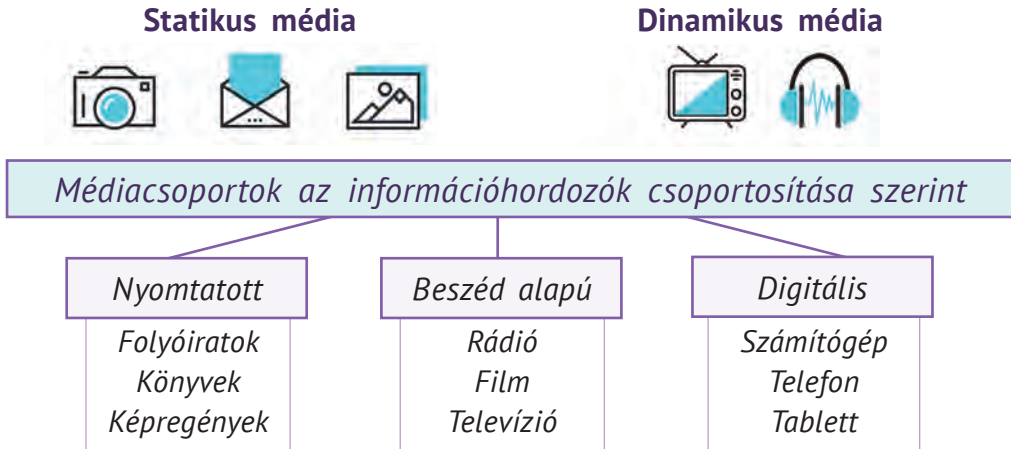 Statikus média
Dinamikus média
Médiacsoportok az információhordozók csoportosítása szerint
Nyomtatott
Folyóiratok
Könyvek
Képregények
Beszéd alapú
Rádió
Film
Televízió
Digitális
Számítógép
Telefon
Tablett